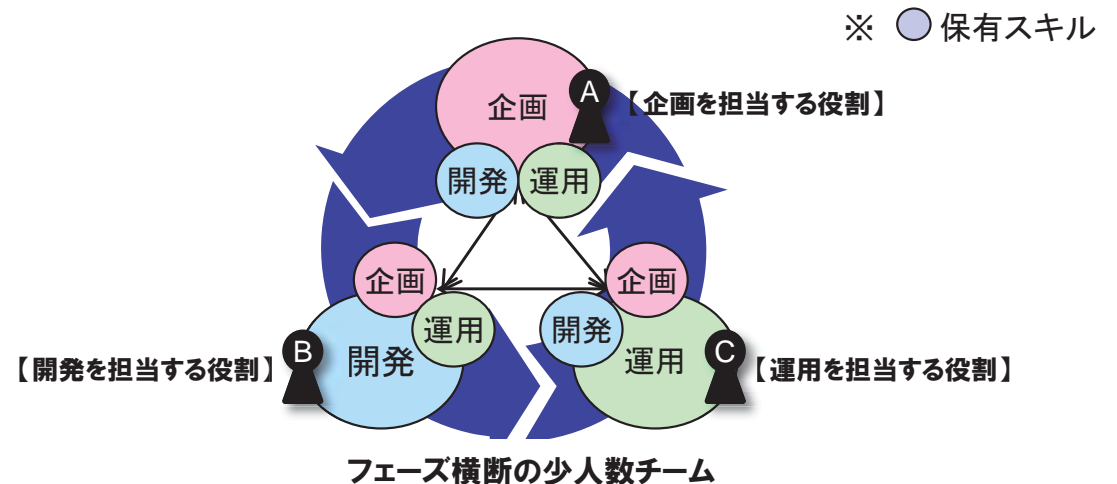 ※ 保有スキル
企画
A
【企画を担当する役割】
開発
運用
企画
運用
開発
B
【開発を担当する役割】
企画
開発
運用
C
【運用を担当する役割】
フェーズ横断の少人数チーム